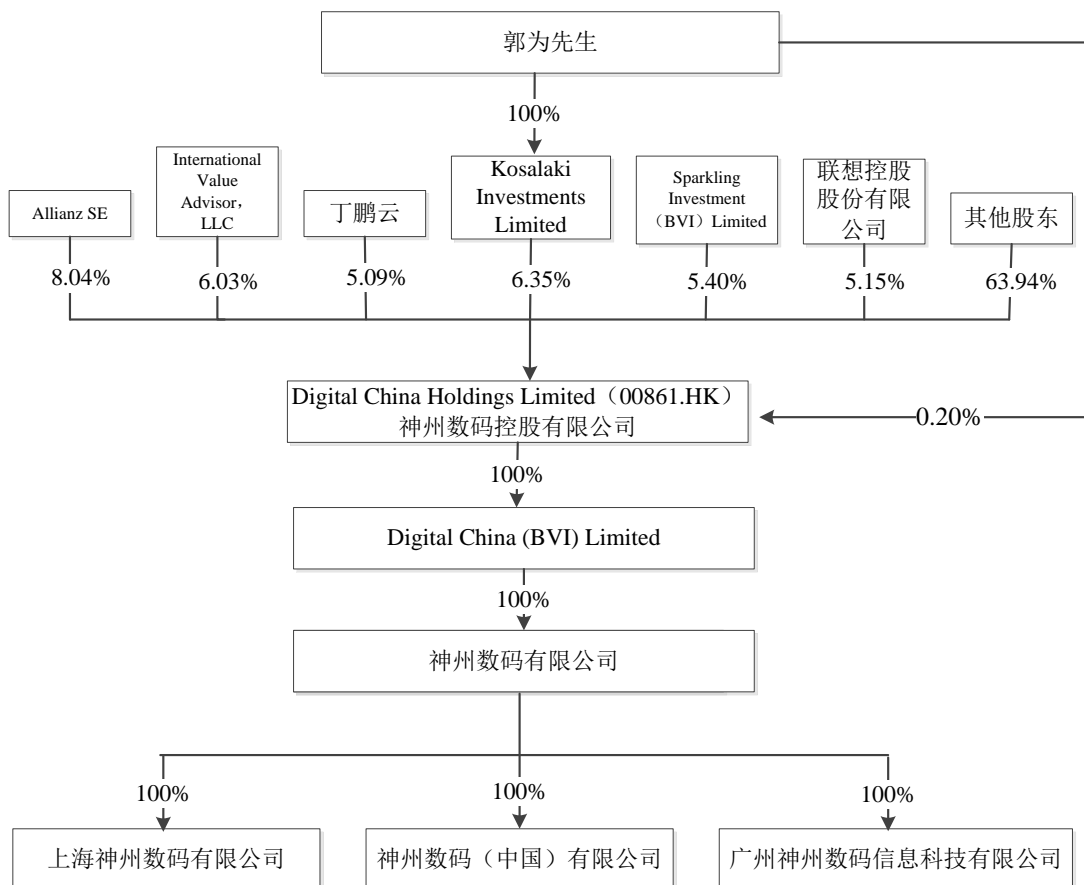 郭为先生
100%
Allianz SE
International
Value
Advisor,
LLC
丁鹏云
Kosalaki
Investments
Limited
Sparkling
Investment
（BVI）Limited
联想控股
股份有限
公司
其他股东
8.04%
6.03%
5.09%
6.35%
5.40%
5.15%
63.94%
Digital China Holdings Limited（00861.HK）
神州数码控股有限公司
0.20%
100%
Digital China (BVI) Limited
100%
神州数码有限公司
100%
100%
100%
上海神州数码有限公司
神州数码（中国）有限公司
广州神州数码信息科技有限公司